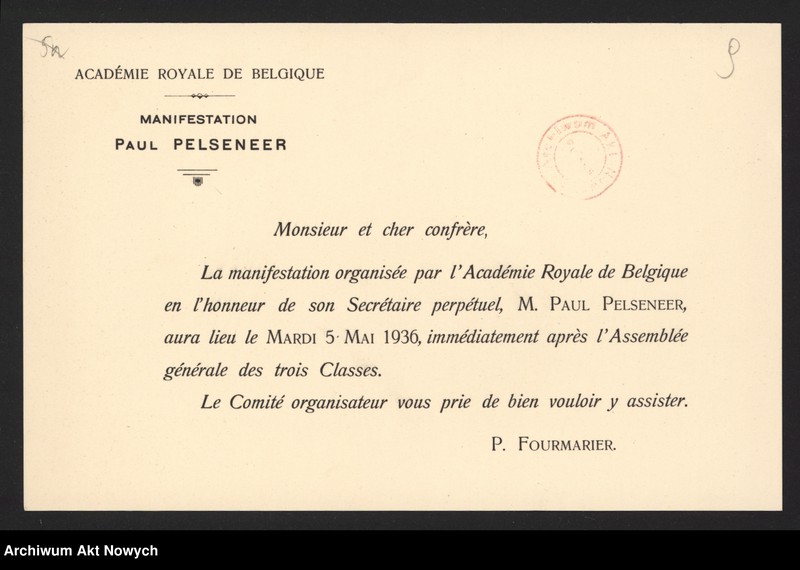 ACADÉMIE ROYALE DE BELGIQUE
MANIFESTATION
PAUL PELSENEER
9
Monsieur et cher confrère,
La manifestation organisée par l'Académie Royale de Belgique
en l'honneur de son Secrétaire perpétuel, M. PAUL PELSENEER,
aura lieu le MARDI 5 MAI 1936, immédiatement après l'Assemblée
générale des trois Classes.
Le Comité organisateur vous prie de bien vouloir y assister.
P. FOURMARIER.
Archiwum Akt Nowych